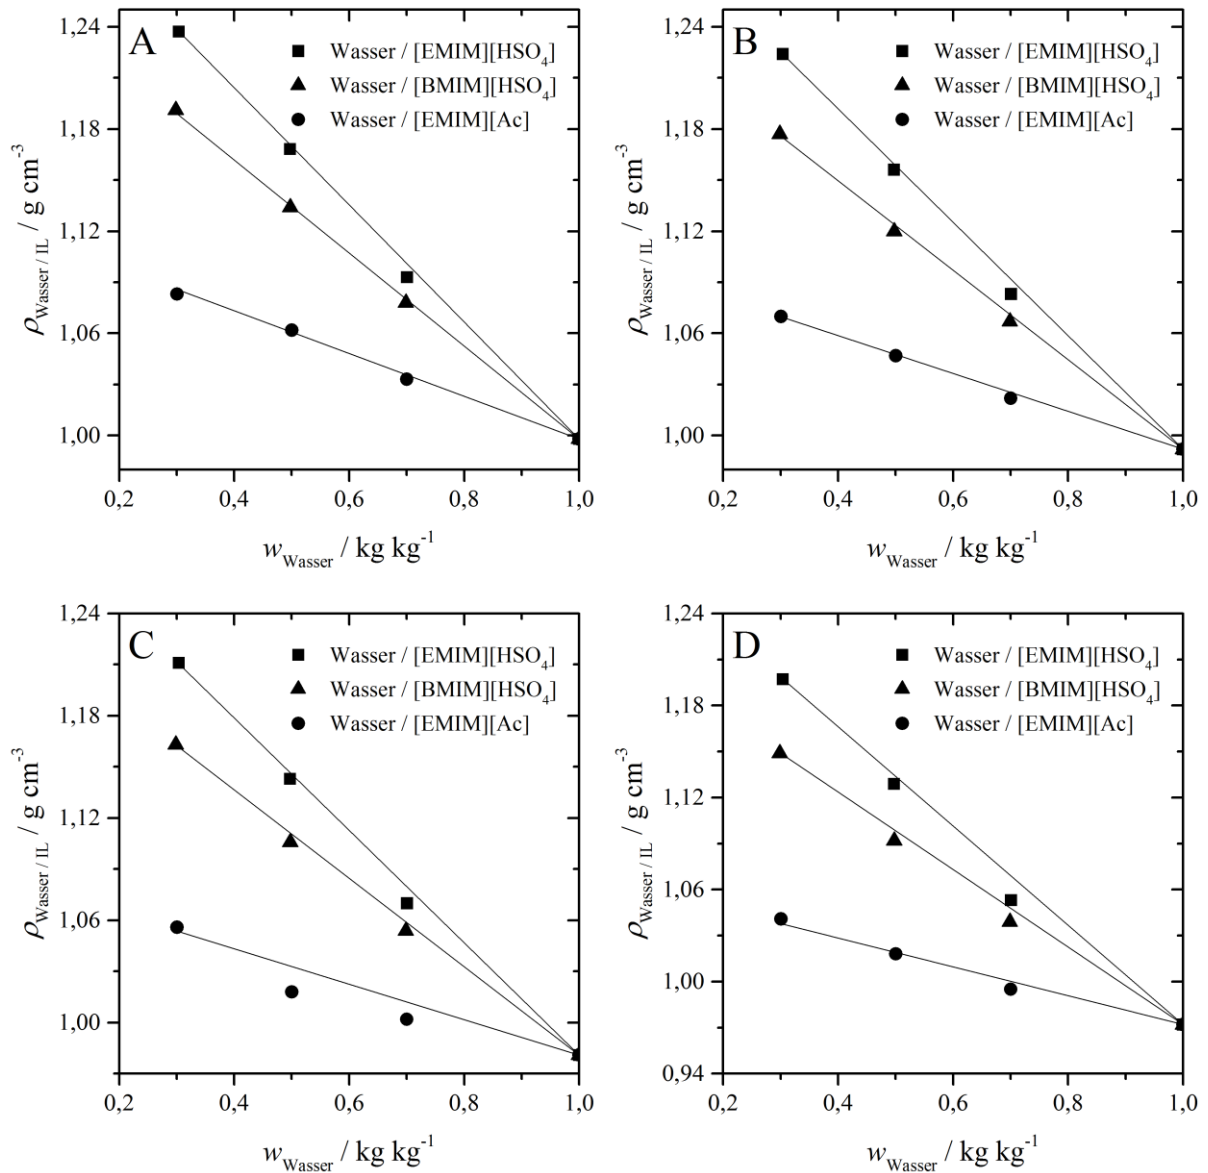 A
Wasser / [EMIM][HSO₄]
Wasser / [BMIM][HSO₄]
Wasser / [EMIM][Ac]
1,24
1,18
1,12
1,06
1,00
ρWasser / IL / g cm⁻³
0,2 0,4 0,6 0,8 1,0
wWasser / kg kg⁻¹
B
Wasser / [EMIM][HSO₄]
Wasser / [BMIM][HSO₄]
Wasser / [EMIM][Ac]
1,24
1,18
1,12
1,06
1,00
ρWasser / IL / g cm⁻³
0,2 0,4 0,6 0,8 1,0
wWasser / kg kg⁻¹
C
Wasser / [EMIM][HSO₄]
Wasser / [BMIM][HSO₄]
Wasser / [EMIM][Ac]
1,24
1,18
1,12
1,06
1,00
ρWasser / IL / g cm⁻³
0,2 0,4 0,6 0,8 1,0
wWasser / kg kg⁻¹
D
Wasser / [EMIM][HSO₄]
Wasser / [BMIM][HSO₄]
Wasser / [EMIM][Ac]
1,24
1,18
1,12
1,06
1,00
0,94
ρWasser / IL / g cm⁻³
0,2 0,4 0,6 0,8 1,0
wWasser / kg kg⁻¹